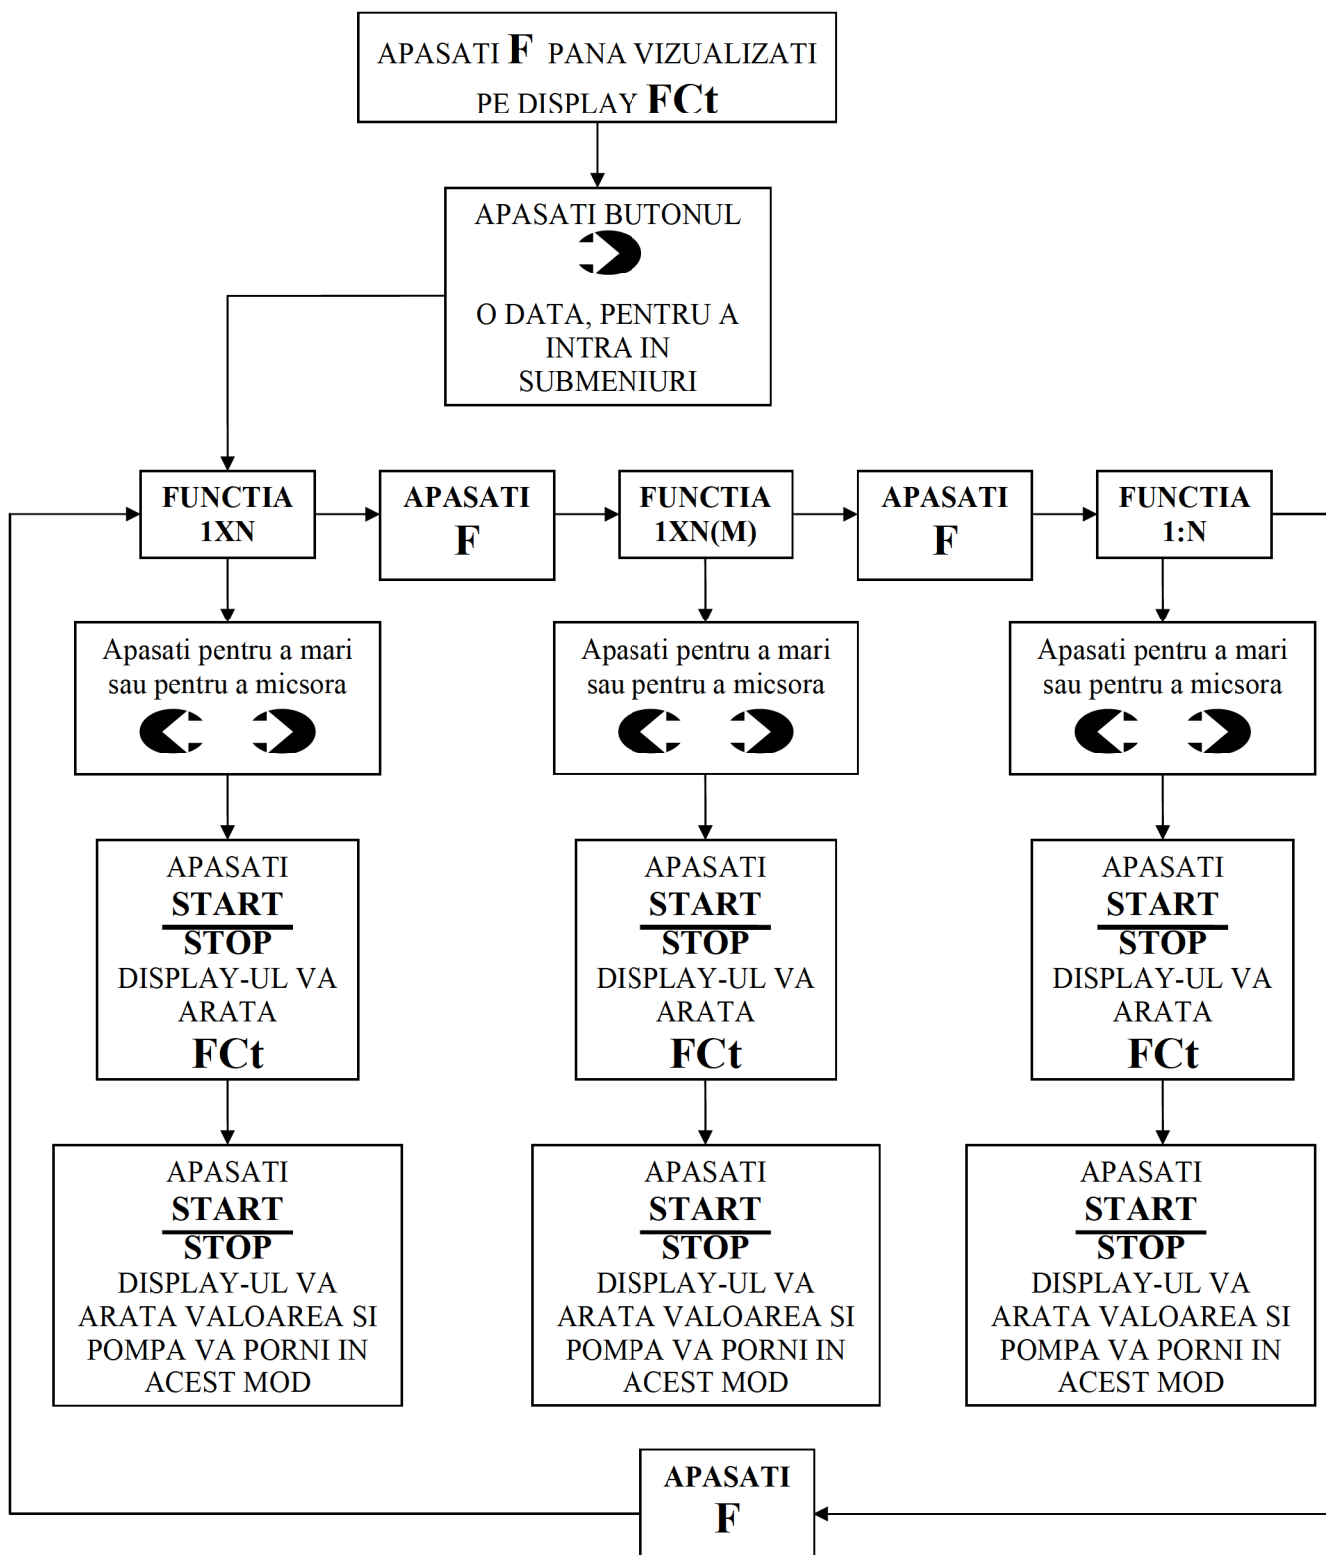 APASATI F PANA VIZUALIZATI
PE DISPLAY FCt
APASATI BUTONUL
O DATA, PENTRU A
INTRA IN
SUBMENIURI
FUNCTIA
1XN
APASATI
F
FUNCTIA
1XN(M)
APASATI
F
FUNCTIA
1:N
Apasati pentru a mari
sau pentru a micsora
Apasati pentru a mari
sau pentru a micsora
Apasati pentru a mari
sau pentru a micsora
APASATI
START
STOP
DISPLAY-UL VA
ARATA
FCt
APASATI
START
STOP
DISPLAY-UL VA
ARATA
FCt
APASATI
START
STOP
DISPLAY-UL VA
ARATA
FCt
APASATI
START
STOP
DISPLAY-UL VA
ARATA VALOAREA SI
POMPA VA PORNI IN
ACEST MOD
APASATI
START
STOP
DISPLAY-UL VA
ARATA VALOAREA SI
POMPA VA PORNI IN
ACEST MOD
APASATI
START
STOP
DISPLAY-UL VA
ARATA VALOAREA SI
POMPA VA PORNI IN
ACEST MOD
APASATI
F